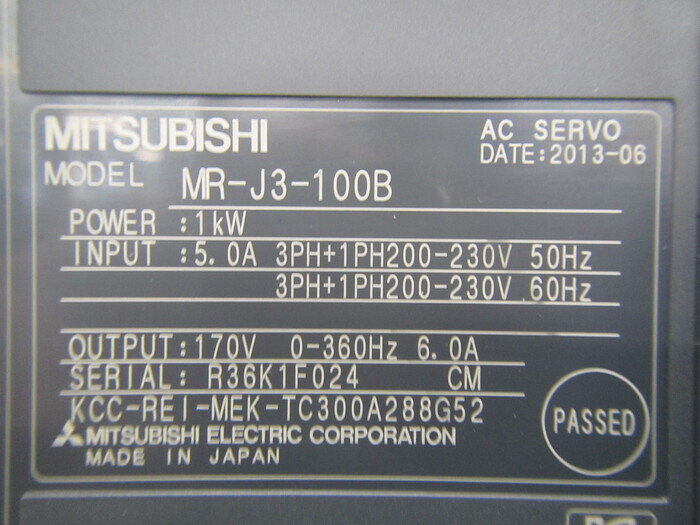 MITSUBISHI
AC SERVO
DATE:2013-06
MODEL MR-J3-100B
POWER :1kW
INPUT :5.0A 3PH+1PH200-230V 50Hz
3PH+1PH200-230V 60Hz
OUTPUT:170V 0-360Hz 6.0A
SERIAL: R36K1F024 CM
KCC-REI-MEK-TC300A288G52
MITSUBISHI ELECTRIC CORPORATION
MADE IN JAPAN
PASSED